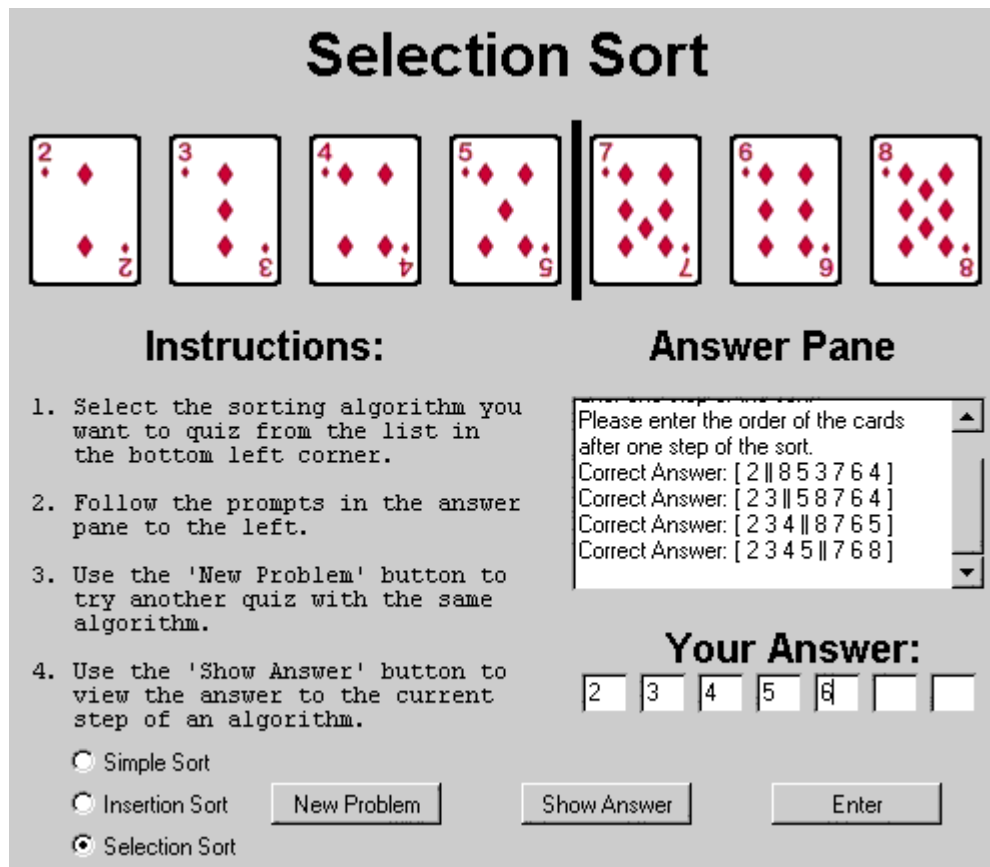 Selection Sort
2 3 4 5 7 6 8
2 3 4 5 7 6 8
Instructions:
1. Select the sorting algorithm you
want to quiz from the list in
the bottom left corner.
2. Follow the prompts in the answer
pane to the left.
3. Use the 'New Problem' button to
try another quiz with the same
algorithm.
4. Use the 'Show Answer' button to
view the answer to the current
step of an algorithm.
Simple Sort
Insertion Sort
Selection Sort
New Problem
Answer Pane
Please enter the order of the cards
after one step of the sort.
Correct Answer: [ 2 || 8 5 3 7 6 4 ]
Correct Answer: [ 2 3 || 5 8 7 6 4 ]
Correct Answer: [ 2 3 4 || 8 7 6 5 ]
Correct Answer: [ 2 3 4 5 || 7 6 8 ]
Your Answer:
2 3 4 5 6
Show Answer
Enter